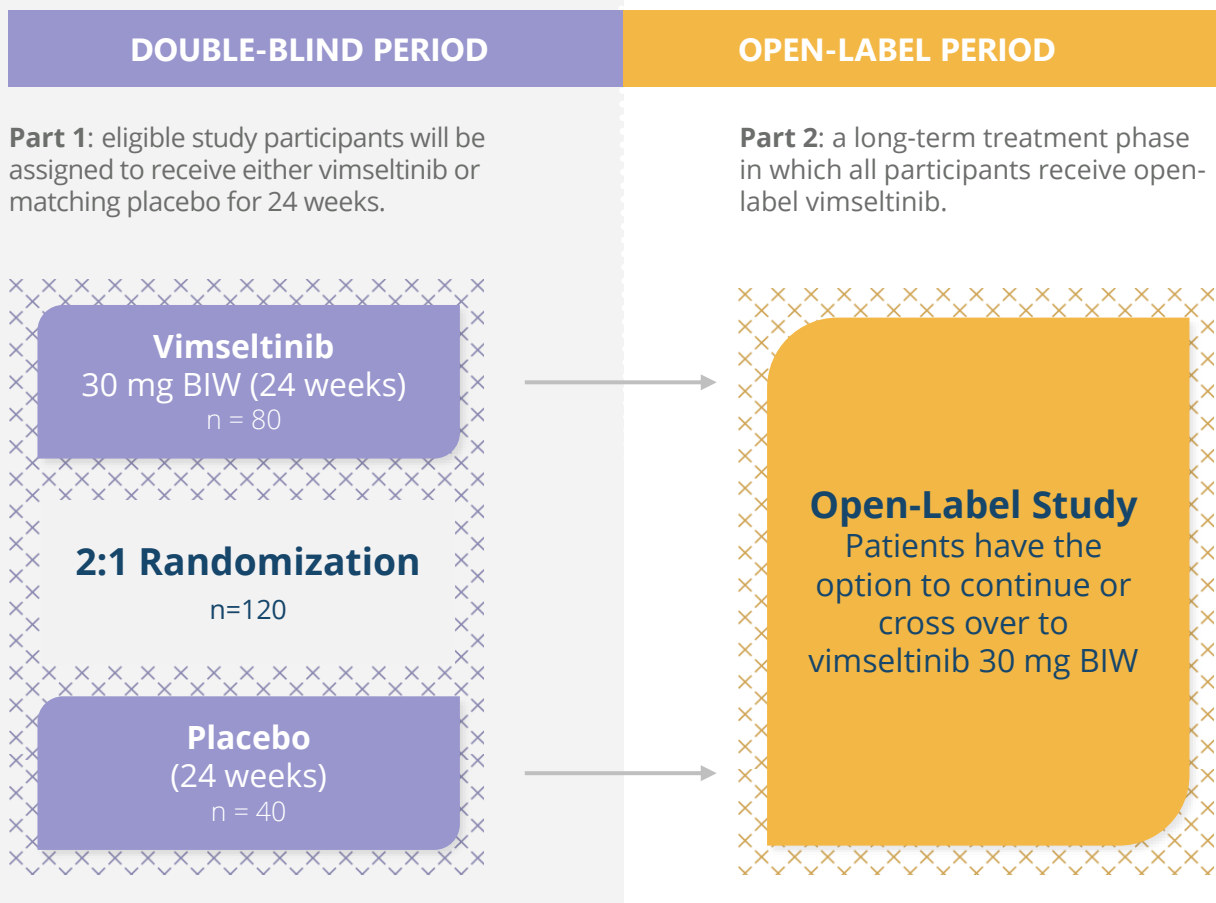 DOUBLE-BLIND PERIOD
Part 1: eligible study participants will be
assigned to receive either vimseltinib or
matching placebo for 24 weeks.
Vimseltinib
30 mg BIW (24 weeks)
n = 80
2:1 Randomization
n=120
Placebo
(24 weeks)
n = 40
OPEN-LABEL PERIOD
Part 2: a long-term treatment phase
in which all participants receive open-
label vimseltinib.
Open-Label Study
Patients have the
option to continue or
cross over to
vimseltinib 30 mg BIW